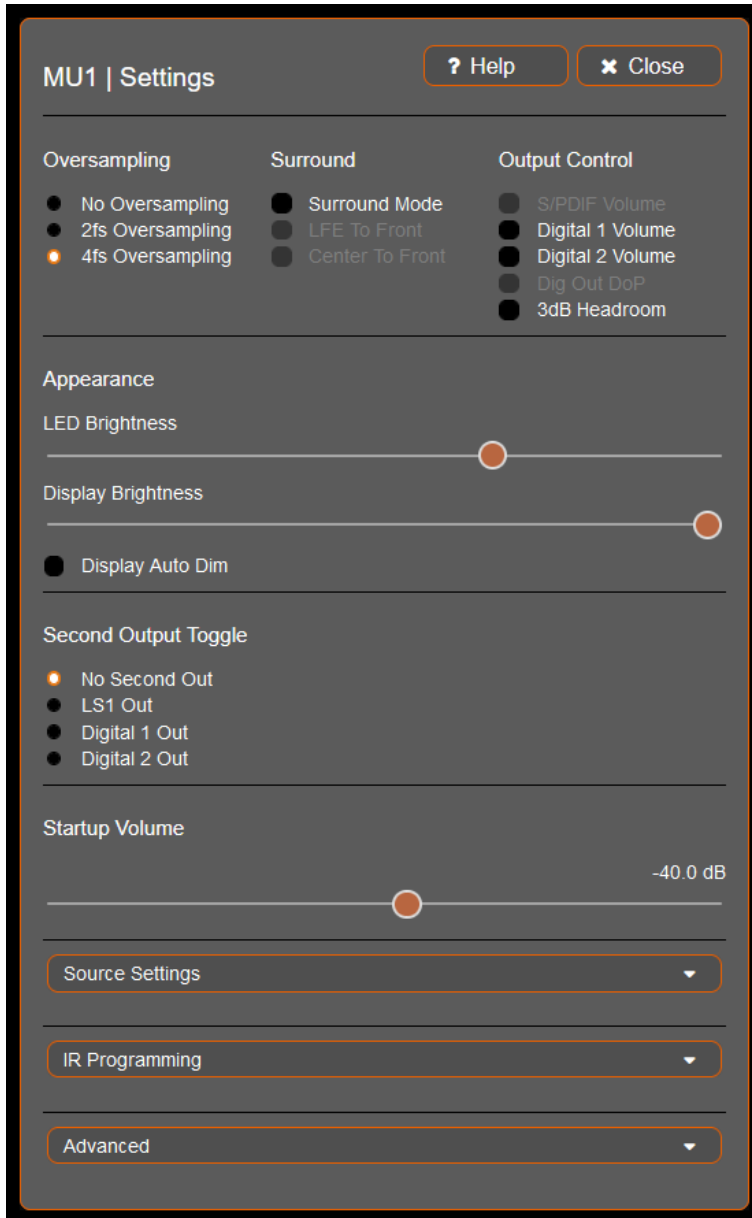 MU1 | Settings
? Help
✖ Close
Oversampling
No Oversampling
2fs Oversampling
4fs Oversampling
Surround
Surround Mode
LFE To Front
Center To Front
Output Control
S/PDIF Volume
Digital 1 Volume
Digital 2 Volume
Dig Out DoP
3dB Headroom
Appearance
LED Brightness
Display Brightness
Display Auto Dim
Second Output Toggle
No Second Out
LS1 Out
Digital 1 Out
Digital 2 Out
Startup Volume
-40.0 dB
Source Settings
IR Programming
Advanced